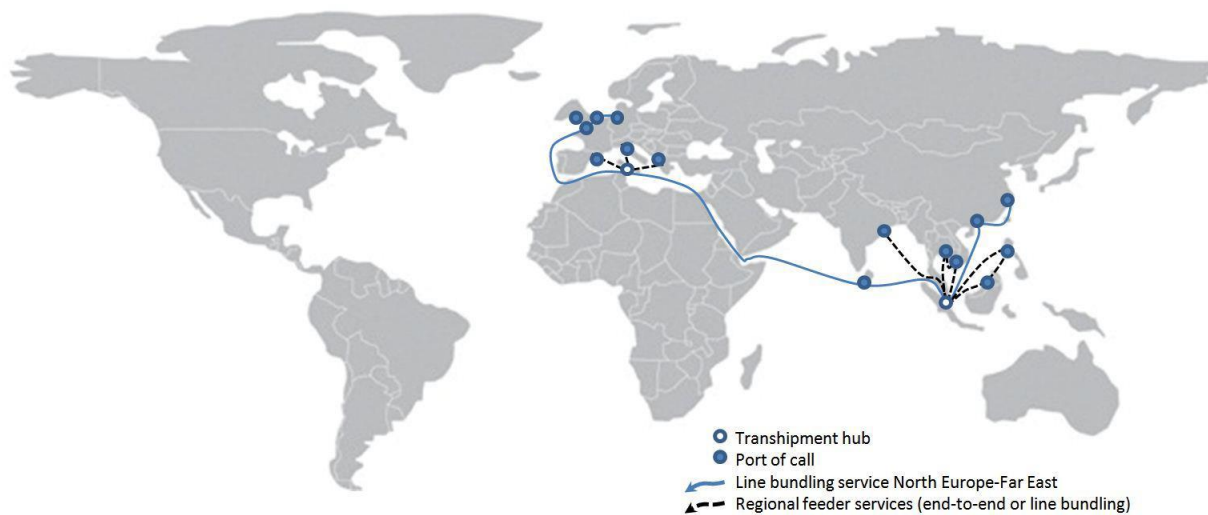 Transhipment hub
Port of call
Line bundling service North Europe-Far East
Regional feeder services (end-to-end or line bundling)